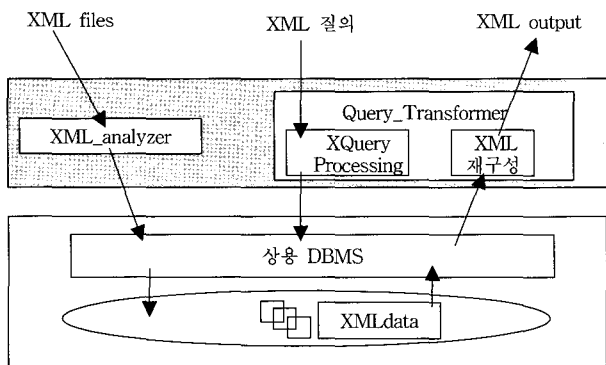 XML files
XML 질의
XML output
Query_Transformer
XML_analyzer
XQuery
Processing
XML
재구성
상용 DBMS
XMLdata